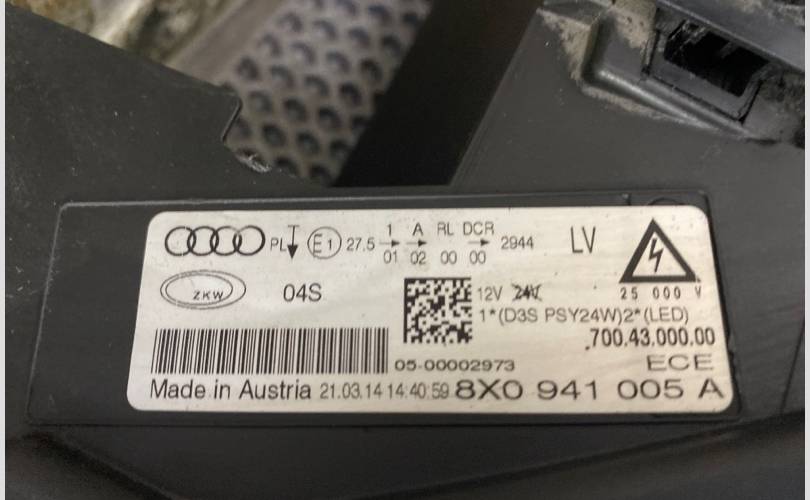 PL E1 27.5 1 A RL DCR 2944 LV
01 02 00 00
ZKW 04S 12V 24V 25 000 V
1*(D3S PSY24W)2*(LED)
.700.43.000.00
05-00002973 ECE
Made in Austria 21.03.14 14:40:59 8X0 941 005 A